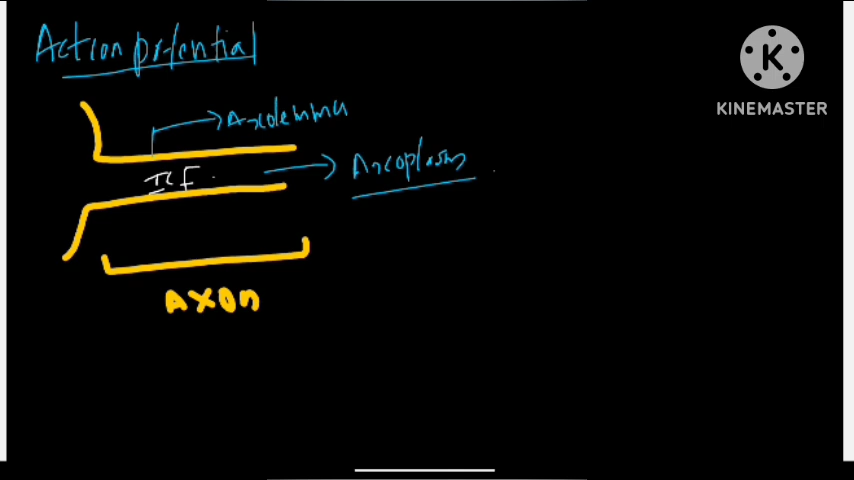 Action potential
Axolemma
ICF
Axoplasm
AXon
K
KINEMASTER